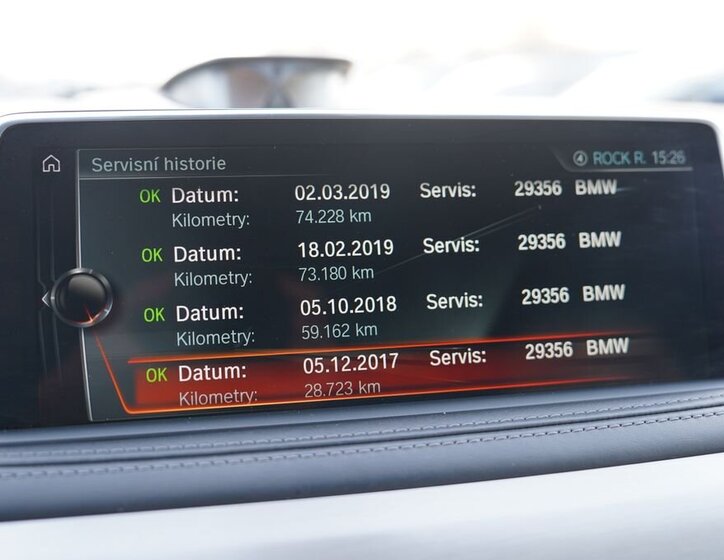 Servisní historie
④ ROCK R. 15:26
OK Datum: 02.03.2019 Servis: 29356 BMW
Kilometry: 74.228 km
OK Datum: 18.02.2019 Servis: 29356 BMW
Kilometry: 73.180 km
OK Datum: 05.10.2018 Servis: 29356 BMW
Kilometry: 59.162 km
OK Datum: 05.12.2017 Servis: 29356 BMW
Kilometry: 28.723 km